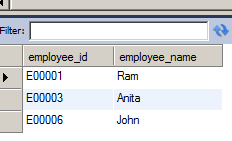 Filter:
employee_id employee_name
E00001 Ram
E00003 Anita
E00006 John